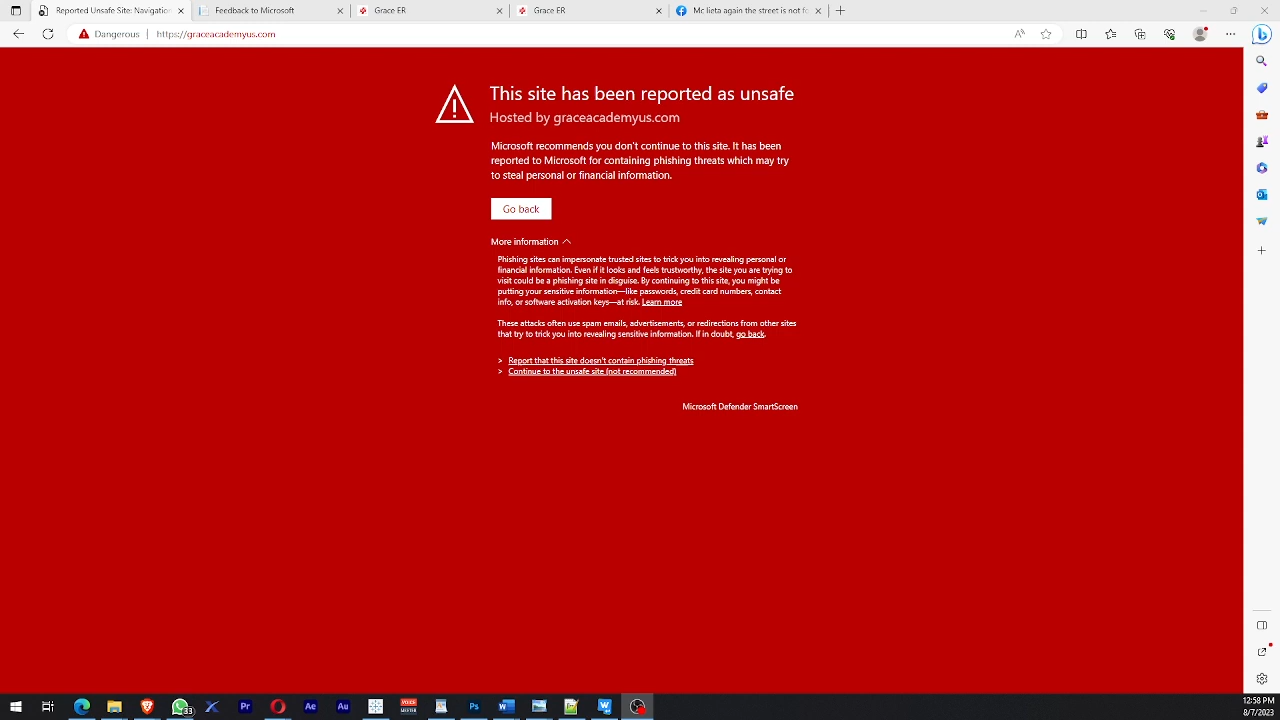 Reported Unsafe Site: Navigation
Feedback to Microsoft
Grace ER
Grace ER
Mc lieta again the street is not fo
Dangerous
https://graceacademyus.com
This site has been reported as unsafe
Hosted by graceacademyus.com
Microsoft recommends you don't continue to this site. It has been
reported to Microsoft for containing phishing threats which may try
to steal personal or financial information.
Go back
More information
Phishing sites can impersonate trusted sites to trick you into revealing personal or
financial information. Even if it looks and feels trustworthy, the site you are trying to
visit could be a phishing site in disguise. By continuing to this site, you might be
putting your sensitive information—like passwords, credit card numbers, contact
info, or software activation keys—at risk. Learn more
These attacks often use spam emails, advertisements, or redirections from other sites
that try to trick you into revealing sensitive information. If in doubt, go back.
> Report that this site doesn't contain phishing threats
> Continue to the unsafe site (not recommended)
Microsoft Defender SmartScreen
Pr
Ae
Au
VOICE
MEETER
Ps
12:58 PM
8/7/2023